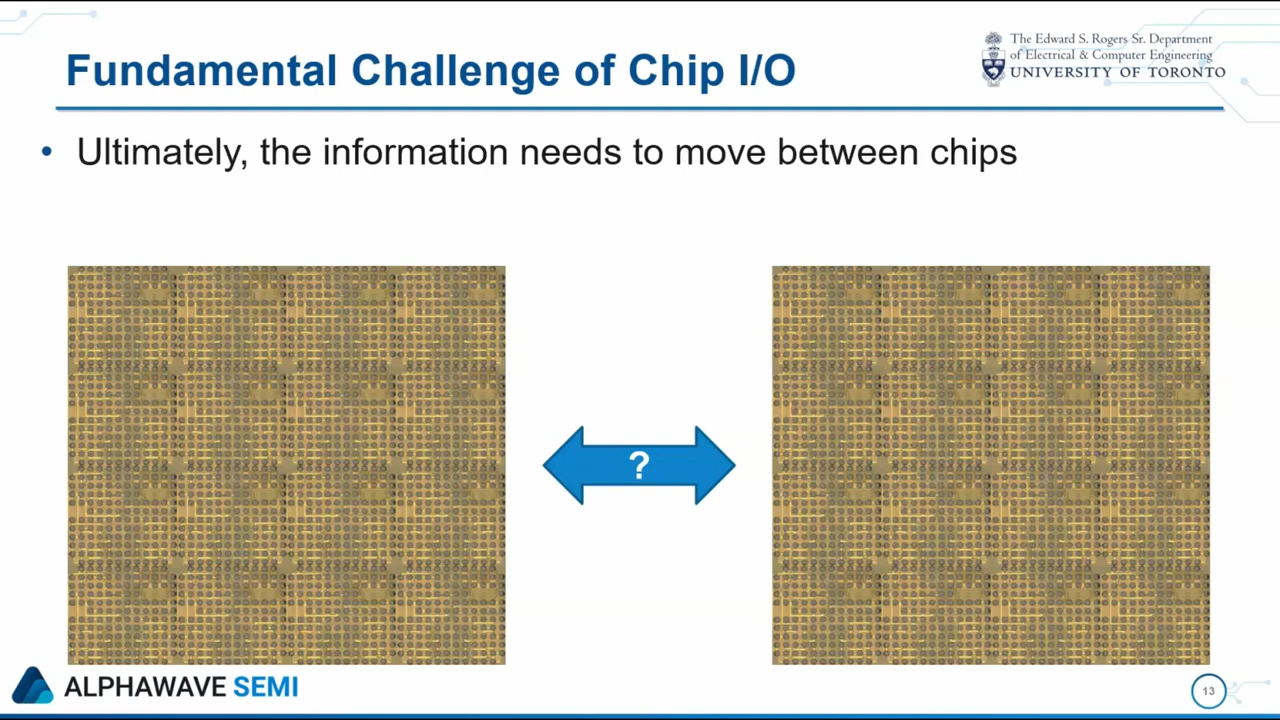 Fundamental Challenge of Chip I/O
The Edward S. Rogers Sr. Department
of Electrical & Computer Engineering
UNIVERSITY OF TORONTO
• Ultimately, the information needs to move between chips
?
ALPHAWAVE SEMI
13